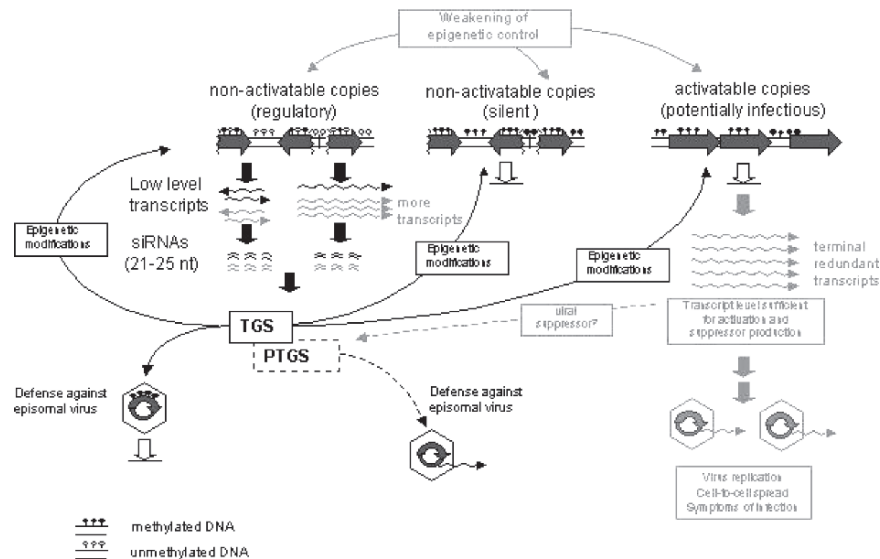 Weakening of
epigenetic control
non-activatable copies
(regulatory)
non-activatable copies
(silent)
activatable copies
(potentially infectious)
Low level
transcripts
more
transcripts
Epigenetic
modifications
siRNAs
(21-25 nt)
Epigenetic
modifications
Epigenetic
modifications
terminal
redundant
transcripts
TGS
PTGS
viral
suppressor?
Transcript level sufficient
for activation and
suppressor production
Defense against
episomal virus
Defense against
episomal virus
Virus replication
Cell-to-cell spread
Symptoms of infection
methylated DNA
unmethylated DNA